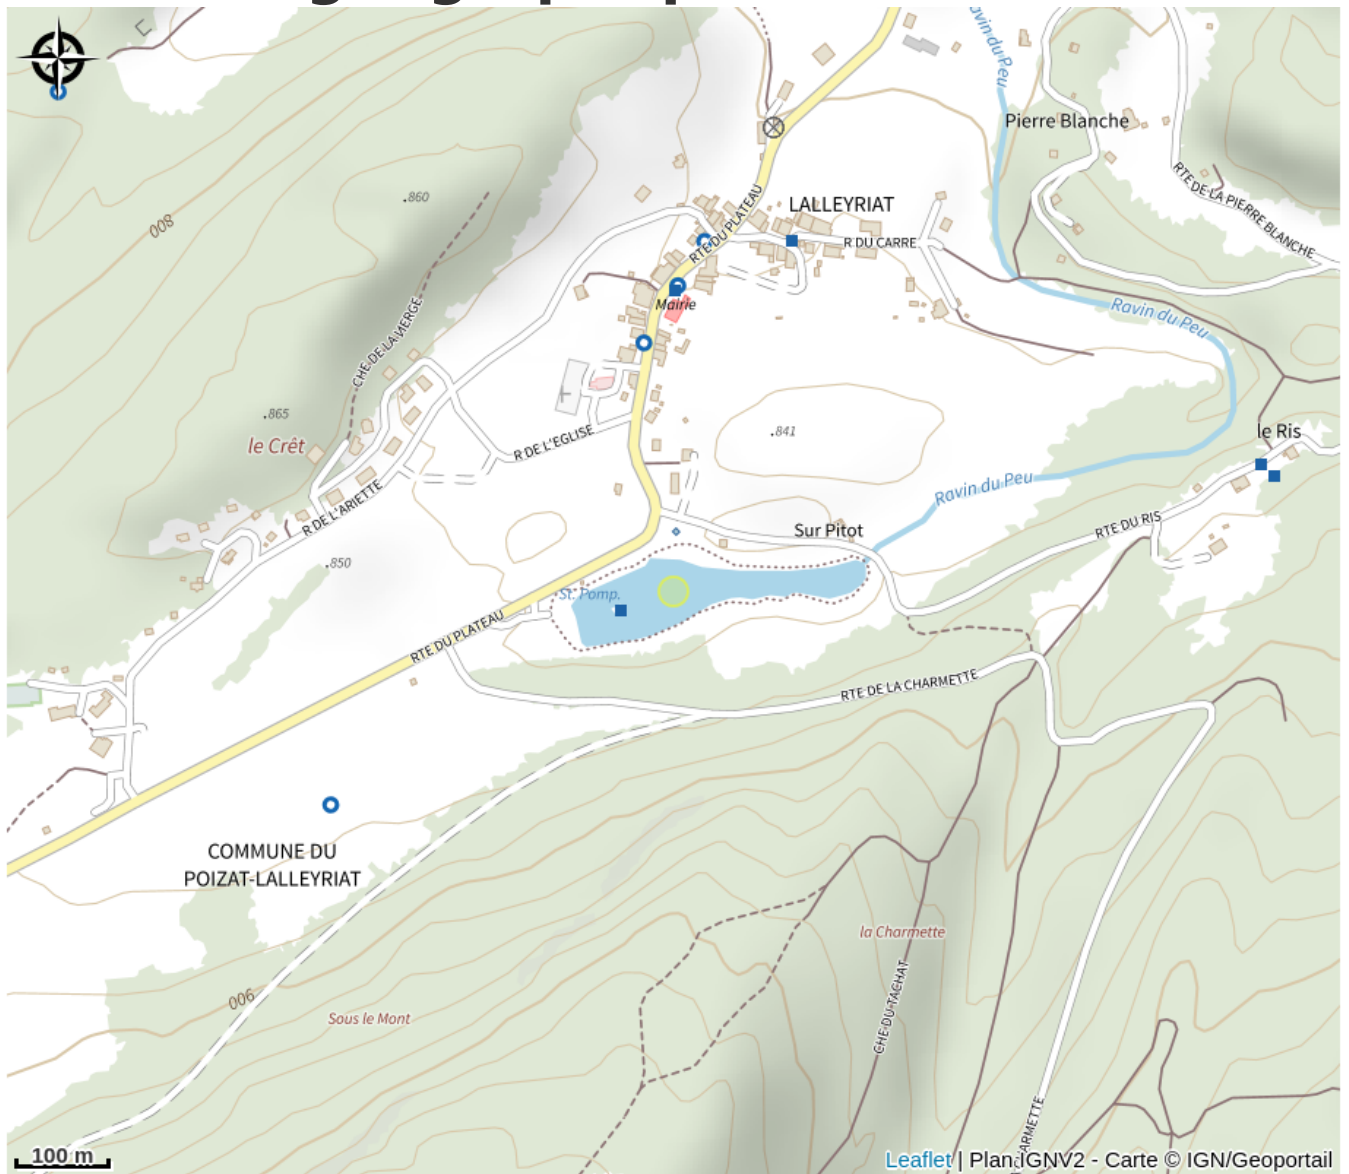 Ravin du Peu
Pierre Blanche
.860
800
LALLEYRIAT
RTE DU PLATEAU
R DU CARRE
RTE DE LA PIERRE BLANCHE
Mairie
Ravin du Peu
CHE DE LA VIERGE
.865
le Crêt
.841
le Ris
R DE L'EGLISE
R DE L'ARIETTE
Ravin du Peu
Sur Pitot
RTE DU RIS
.850
St. Pomp.
RTE DU PLATEAU
RTE DE LA CHARMETTE
COMMUNE DU
POIZAT-LALLEYRIAT
la Charmette
900
Sous le Mont
CHE DU TACHAT
CHARMETTE
100 m
Leaflet | Plan IGNV2 - Carte © IGN/Geoportail